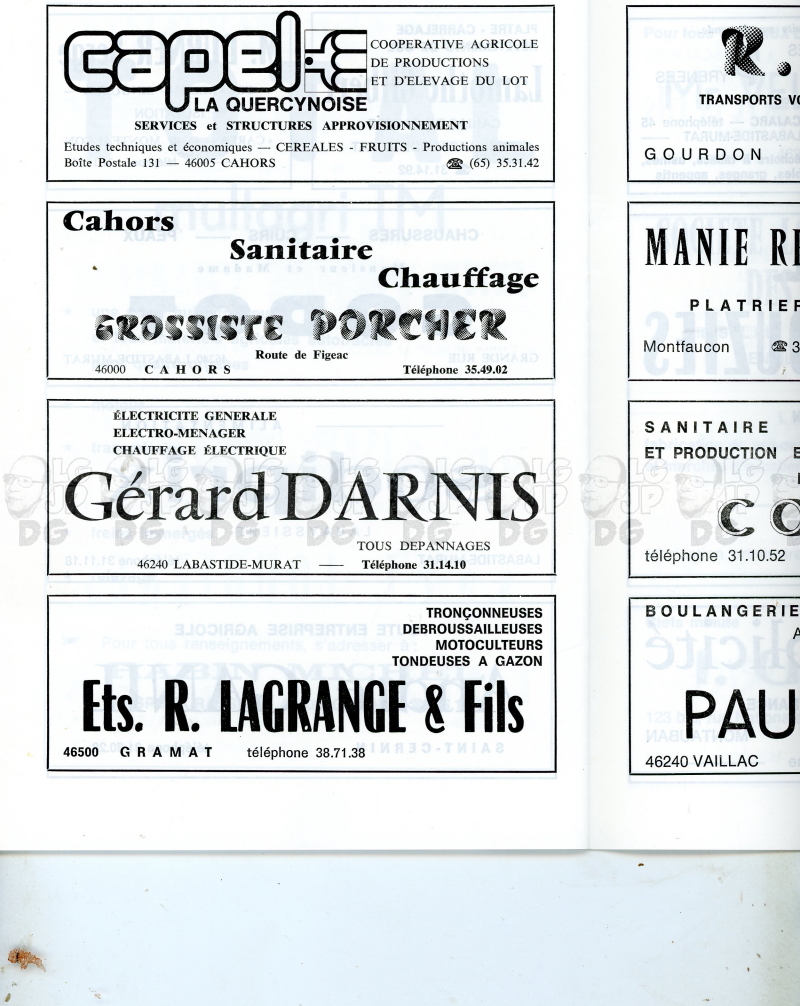 capel
COOPERATIVE AGRICOLE
DE PRODUCTIONS
ET D'ELEVAGE DU LOT
LA QUERCYNOISE
SERVICES et STRUCTURES APPROVISIONNEMENT
Etudes techniques et économiques — CEREALES - FRUITS - Productions animales
Boîte Postale 131 — 46005 CAHORS ☎ (65) 35.31.42
Cahors
Sanitaire
Chauffage
GROSSISTE PORCHER
Route de Figeac
46000 CAHORS Téléphone 35.49.02
ÉLECTRICITE GENERALE
ELECTRO-MENAGER
CHAUFFAGE ÉLECTRIQUE
Gérard DARNIS
TOUS DEPANNAGES
46240 LABASTIDE-MURAT — Téléphone 31.14.10
TRONÇONNEUSES
DEBROUSSAILLEUSES
MOTOCULTEURS
TONDEUSES A GAZON
Ets. R. LAGRANGE & Fils
46500 GRAMAT téléphone 38.71.38
R.
TRANSPORTS
GOURDON
MANIE
PLATRIER
Montfaucon ☎ 3
SANITAIRE
ET PRODUCTION
CO
téléphone 31.10.52
BOULANGERIE
PAU
46240 VAILLAC